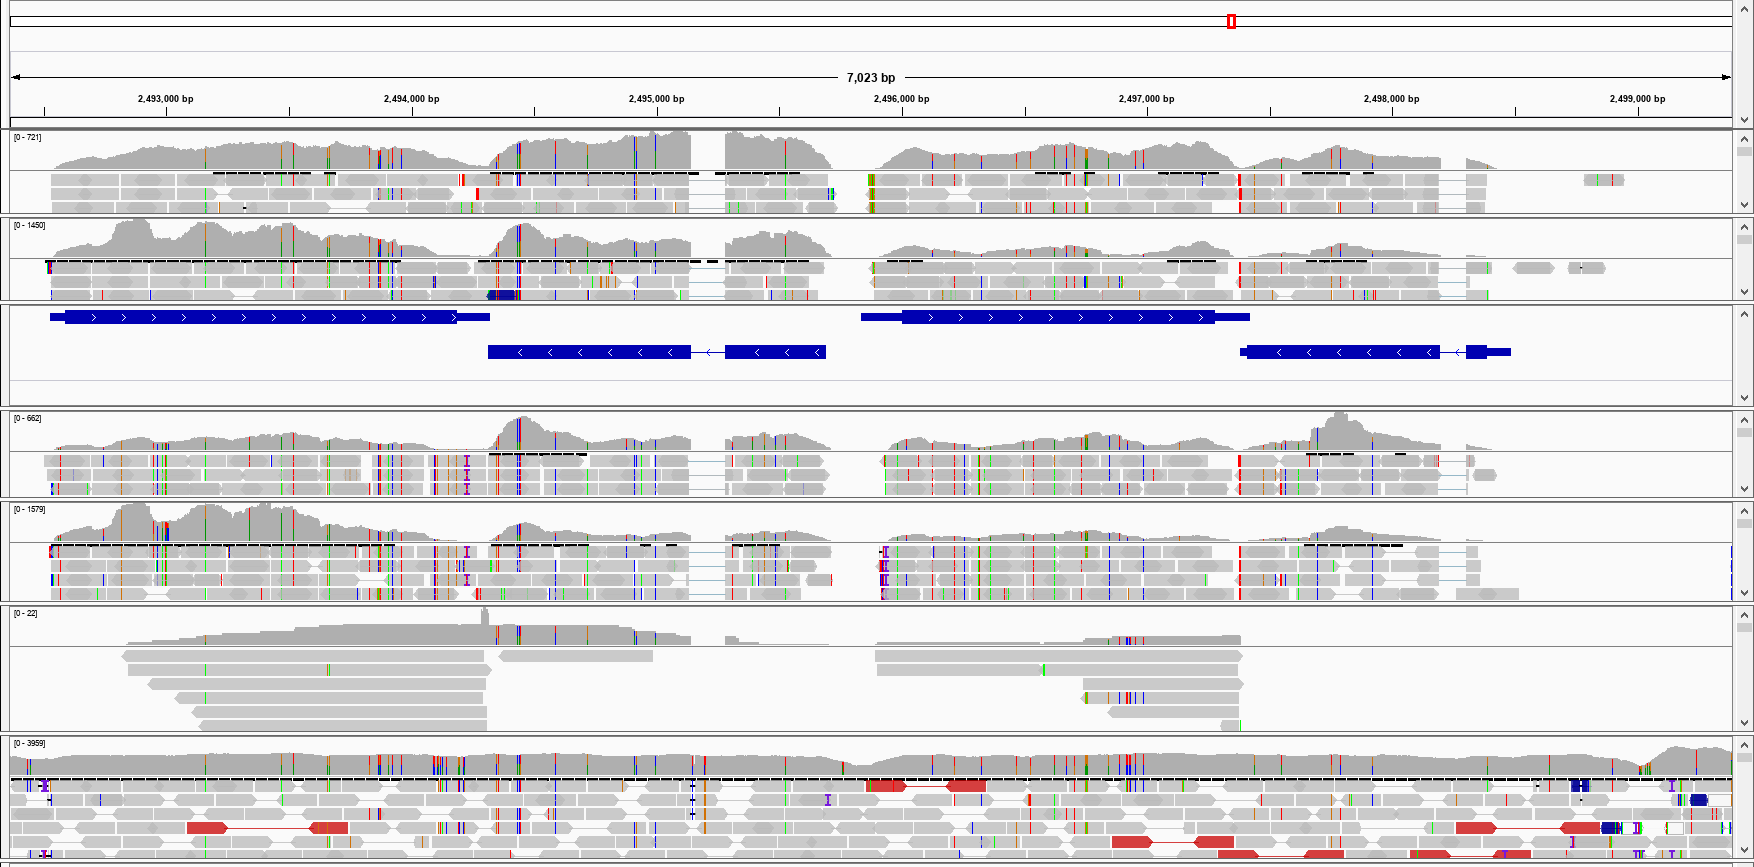 7,023 bp
2,493,000 bp 2,494,000 bp 2,495,000 bp 2,496,000 bp 2,497,000 bp 2,498,000 bp 2,499,000 bp
[0 - 721]
[0 - 1450]
[0 - 662]
[0 - 1579]
[0 - 22]
[0 - 3959]